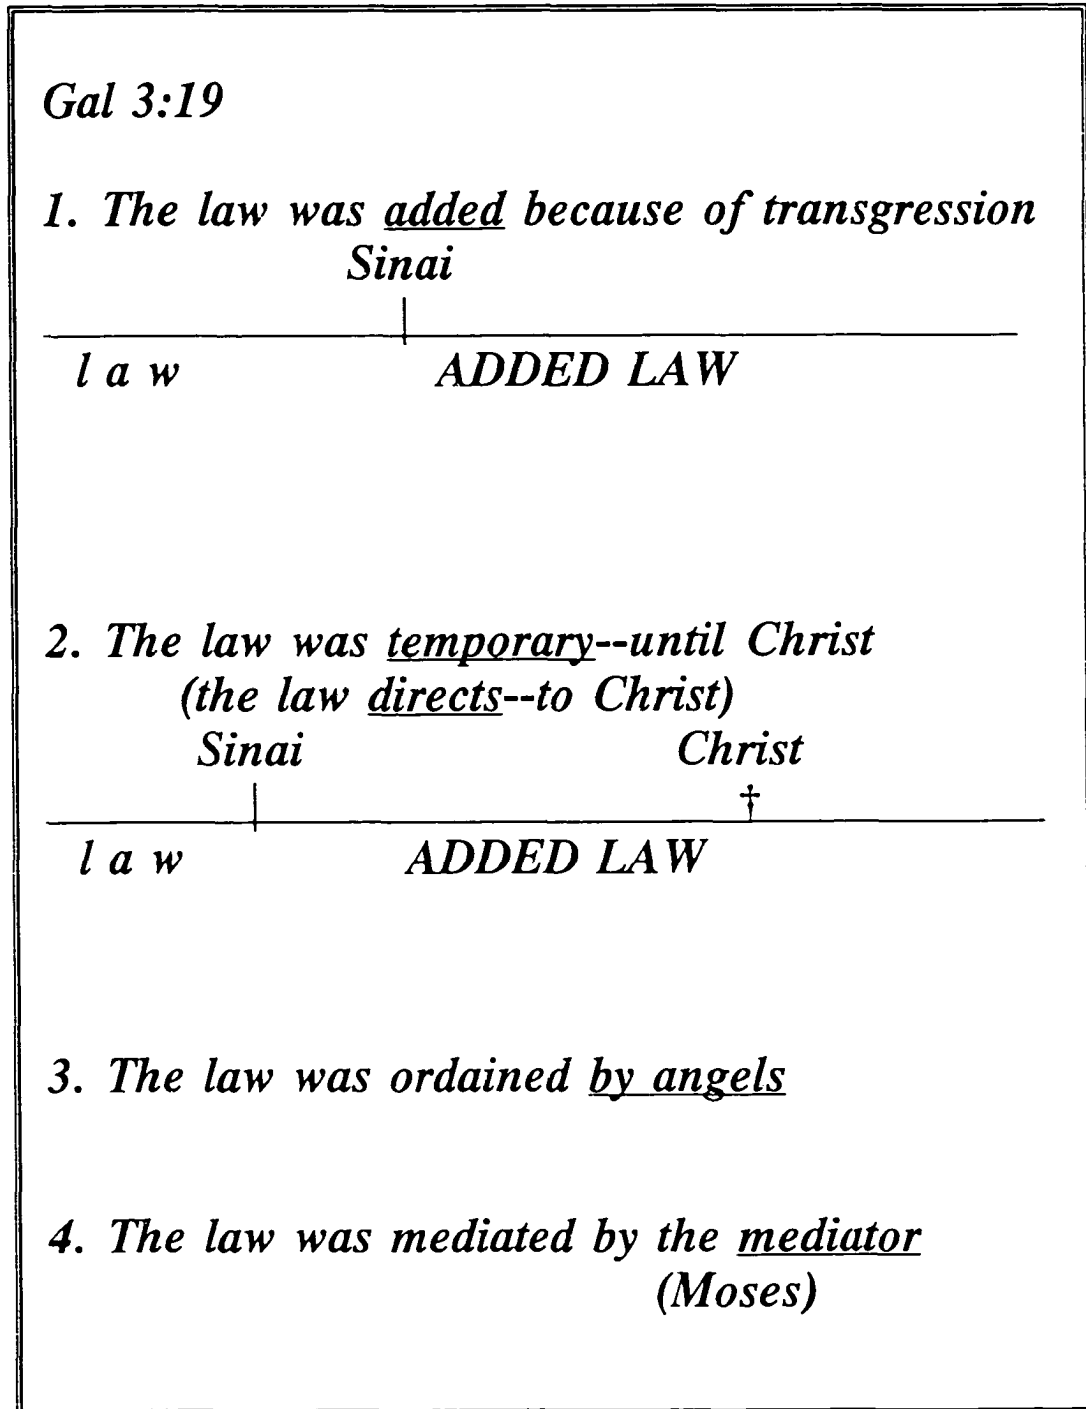 Gal 3:19
1. The law was added because of transgression
Sinai
l a w ADDED LAW
2. The law was temporary--until Christ
(the law directs--to Christ)
Sinai Christ
†
l a w ADDED LAW
3. The law was ordained by angels
4. The law was mediated by the mediator
(Moses)